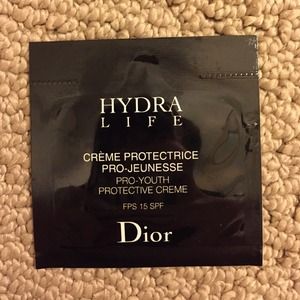 HYDRA
LIFE
CRÈME PROTECTRICE
PRO-JEUNESSE
PRO-YOUTH
PROTECTIVE CREME
FPS 15 SPF
Dior